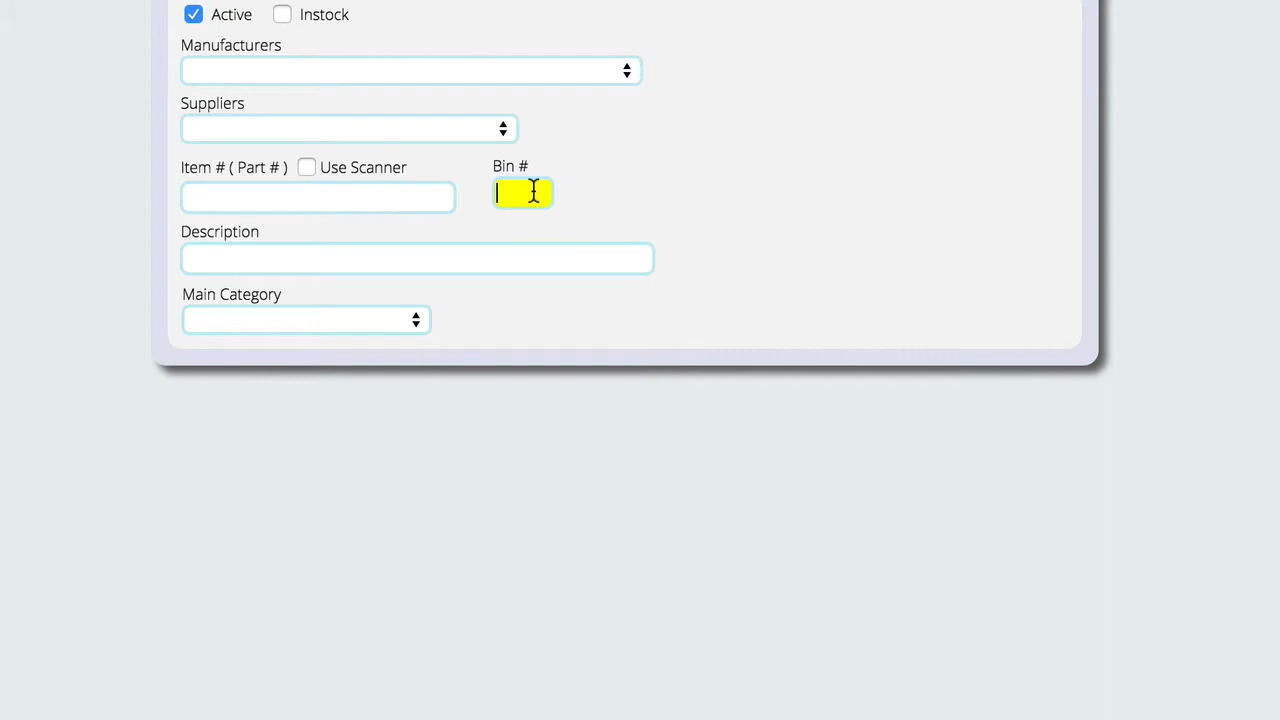 Active Instock
Manufacturers
Suppliers
Item # ( Part # ) Use Scanner Bin #
Description
Main Category